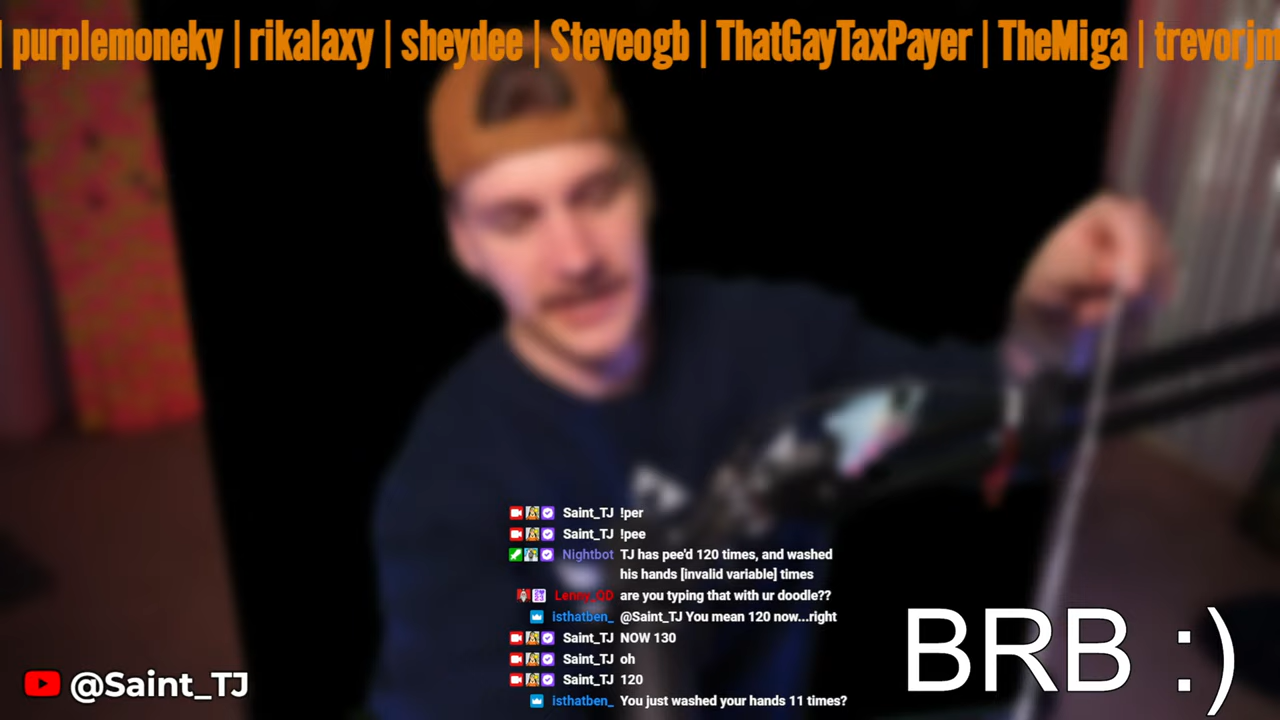 | purplemoneky | rikalaxy | sheydee | Steveogb | ThatGayTaxPayer | TheMiga | trevorjm
Saint_TJ !per
Saint_TJ !pee
Nightbot TJ has pee'd 120 times, and washed
his hands [invalid variable] times
Lenny_QD are you typing that with ur doodle??
isthatben_ @Saint_TJ You mean 120 now...right
Saint_TJ NOW 130
Saint_TJ oh
Saint_TJ 120
isthatben_ You just washed your hands 11 times?
BRB :)
@Saint_TJ